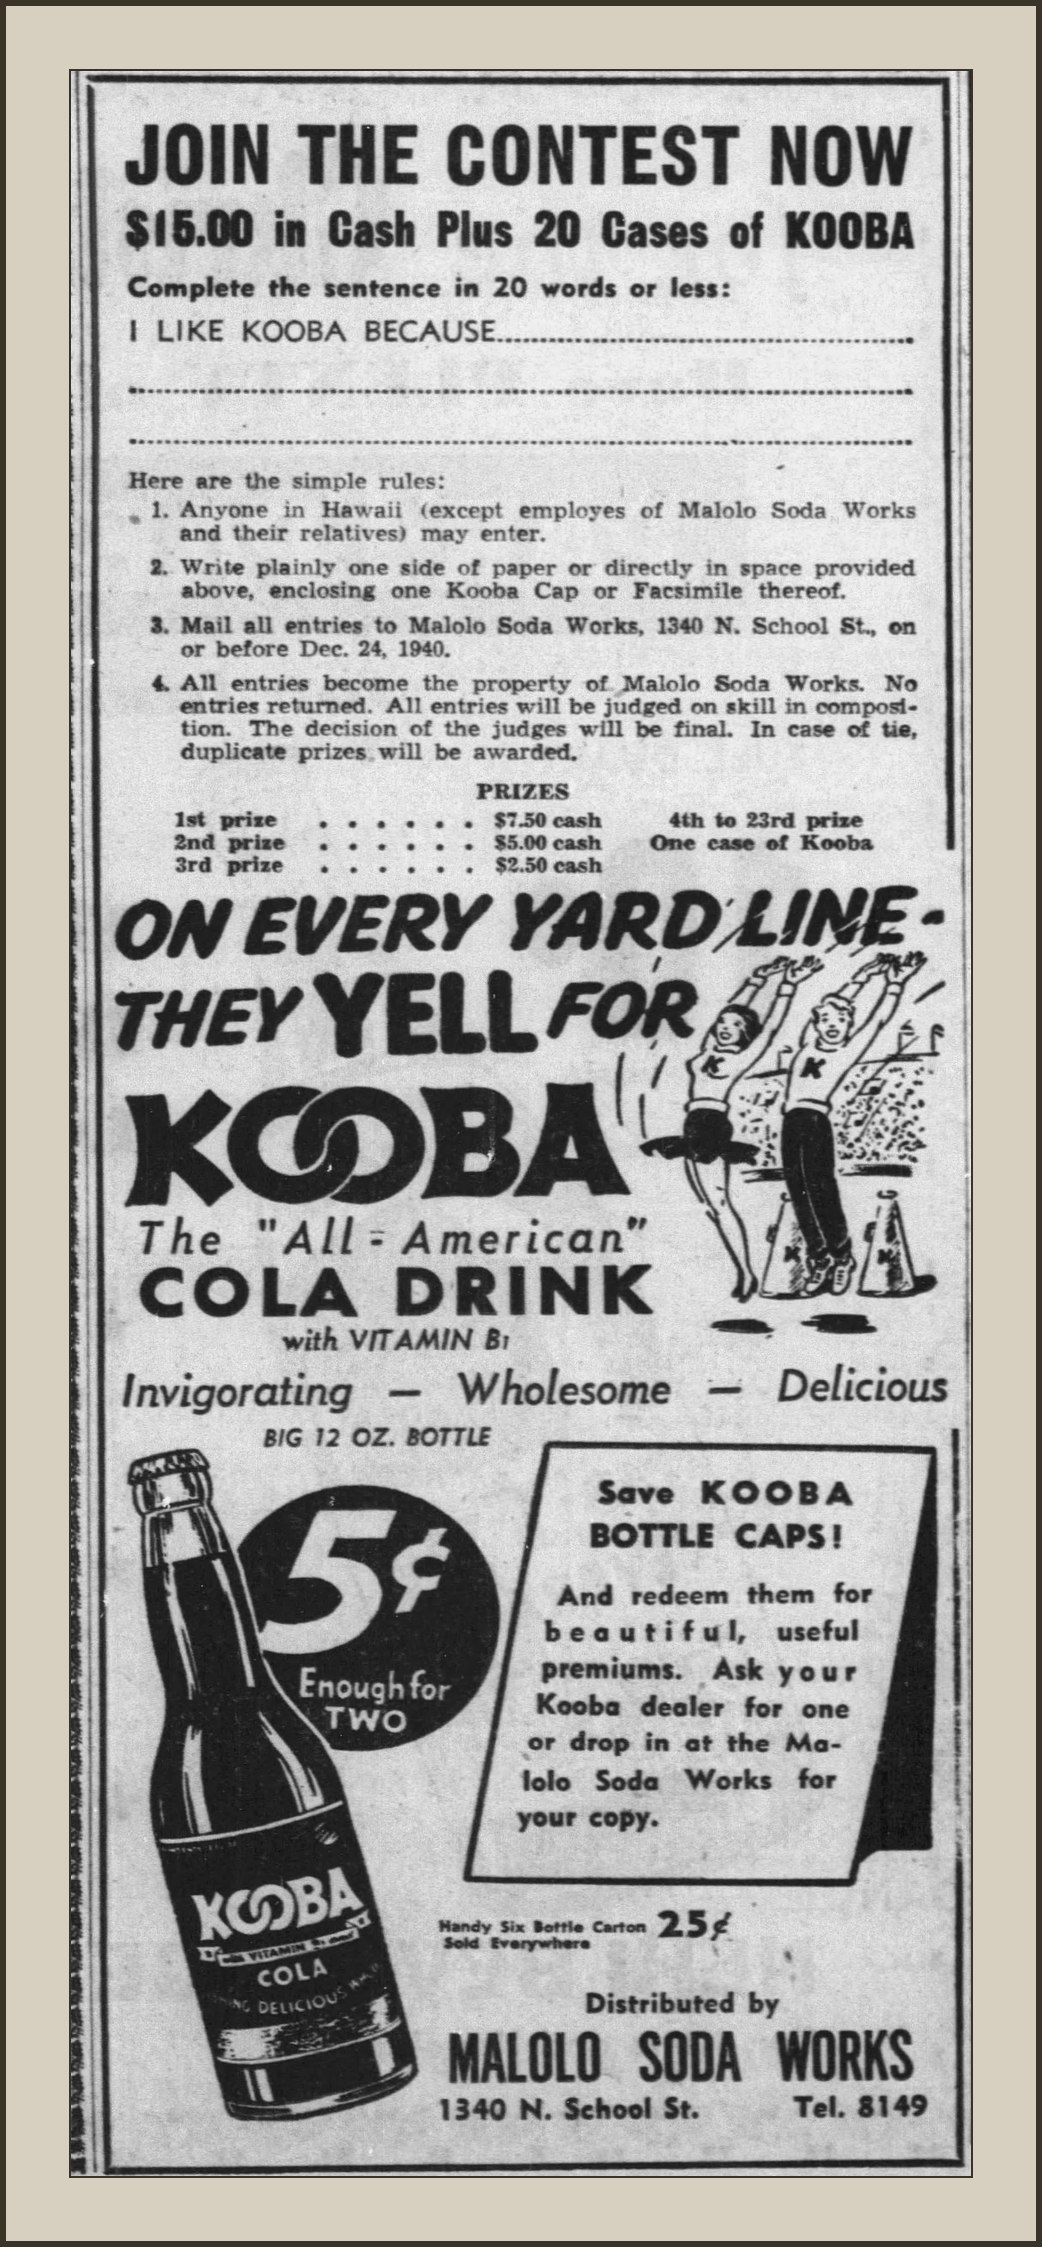 JOIN THE CONTEST NOW
$15.00 in Cash Plus 20 Cases of KOOBA
Complete the sentence in 20 words or less:
I LIKE KOOBA BECAUSE
Here are the simple rules:
1. Anyone in Hawaii (except employes of Malolo Soda Works
and their relatives) may enter.
2. Write plainly one side of paper or directly in space provided
above, enclosing one Kooba Cap or Facsimile thereof.
3. Mail all entries to Malolo Soda Works, 1340 N. School St., on
or before Dec. 24, 1940.
4. All entries become the property of Malolo Soda Works. No
entries returned. All entries will be judged on skill in composi-
tion. The decision of the judges will be final. In case of tie,
duplicate prizes will be awarded.
PRIZES
1st prize . . . . . . $7.50 cash 4th to 23rd prize
2nd prize . . . . . . $5.00 cash One case of Kooba
3rd prize . . . . . . $2.50 cash
ON EVERY YARD LINE-
THEY YELL FOR
KOOBA
K K
K K
The "All-American"
COLA DRINK
with VITAMIN B1
Invigorating — Wholesome — Delicious
BIG 12 OZ. BOTTLE
5¢
Enough for
TWO
Save KOOBA
BOTTLE CAPS!
And redeem them for
beautiful, useful
premiums. Ask your
Kooba dealer for one
or drop in at the Ma-
lolo Soda Works for
your copy.
KOOBA
with VITAMIN B1
COLA
DELICIOUS
Handy Six Bottle Carton 25¢
Sold Everywhere
Distributed by
MALOLO SODA WORKS
1340 N. School St. Tel. 8149